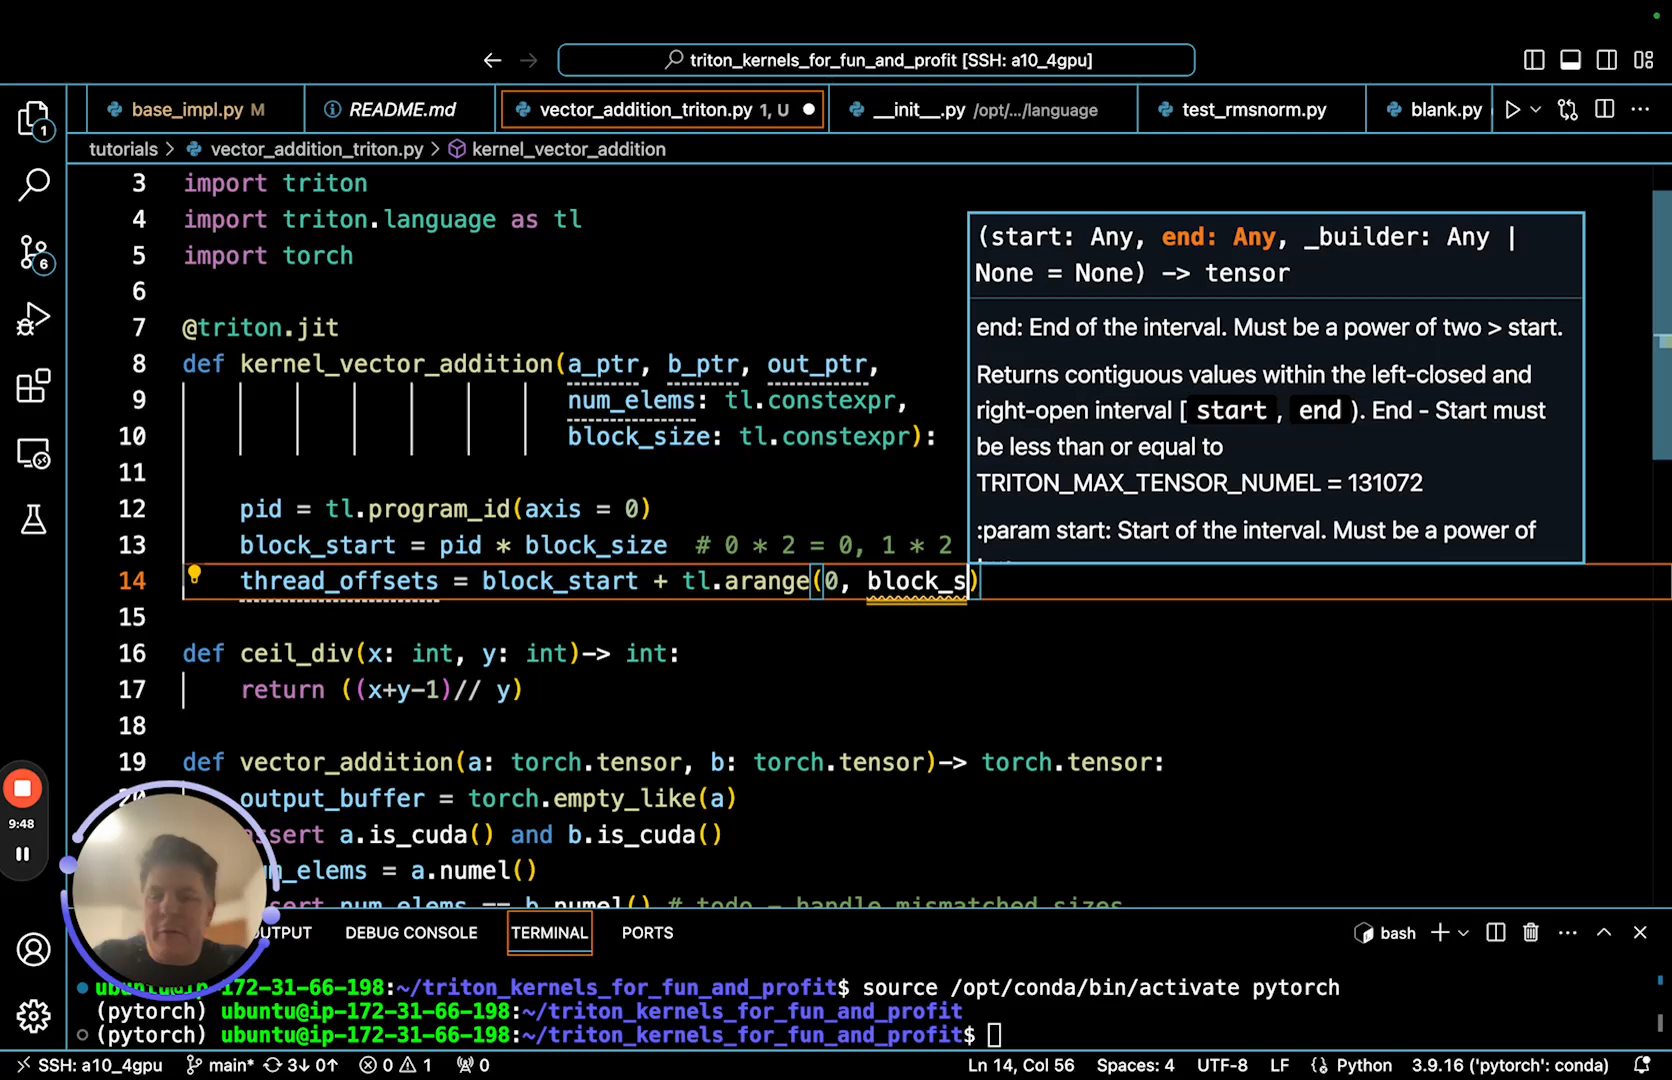 triton_kernels_for_fun_and_profit [SSH: a10_4gpu]
1
base_impl.py M
README.md
vector_addition_triton.py 1, U
__init__.py /opt/.../language
test_rmsnorm.py
blank.py
tutorials > vector_addition_triton.py > kernel_vector_addition
6
3 import triton
4 import triton.language as tl
5 import torch
6
7 @triton.jit
8 def kernel_vector_addition(a_ptr, b_ptr, out_ptr,
9 num_elems: tl.constexpr,
10 block_size: tl.constexpr):
11
12 pid = tl.program_id(axis = 0)
13 block_start = pid * block_size # 0 * 2 = 0, 1 * 2
14 thread_offsets = block_start + tl.arange(0, block_s)
15
16 def ceil_div(x: int, y: int)-> int:
17 return ((x+y-1)// y)
18
19 def vector_addition(a: torch.tensor, b: torch.tensor)-> torch.tensor:
output_buffer = torch.empty_like(a)
a.is_cuda() and b.is_cuda()
= a.numel()
num_elems == b.numel() # todo - handle mismatched sizes
(start: Any, end: Any, _builder: Any |
None = None) -> tensor
end: End of the interval. Must be a power of two > start.
Returns contiguous values within the left-closed and
right-open interval [ start , end ). End - Start must
be less than or equal to
TRITON_MAX_TENSOR_NUMEL = 131072
:param start: Start of the interval. Must be a power of
9:48
DEBUG CONSOLE
TERMINAL
PORTS
bash
ubuntu@ip-172-31-66-198:~/triton_kernels_for_fun_and_profit$ source /opt/conda/bin/activate pytorch
(pytorch) ubuntu@ip-172-31-66-198:~/triton_kernels_for_fun_and_profit
(pytorch) ubuntu@ip-172-31-66-198:~/triton_kernels_for_fun_and_profit$
SSH: a10_4gpu main* 3↓ 0↑ 0 1 0 Ln 14, Col 56 Spaces: 4 UTF-8 LF Python 3.9.16 ('pytorch': conda)